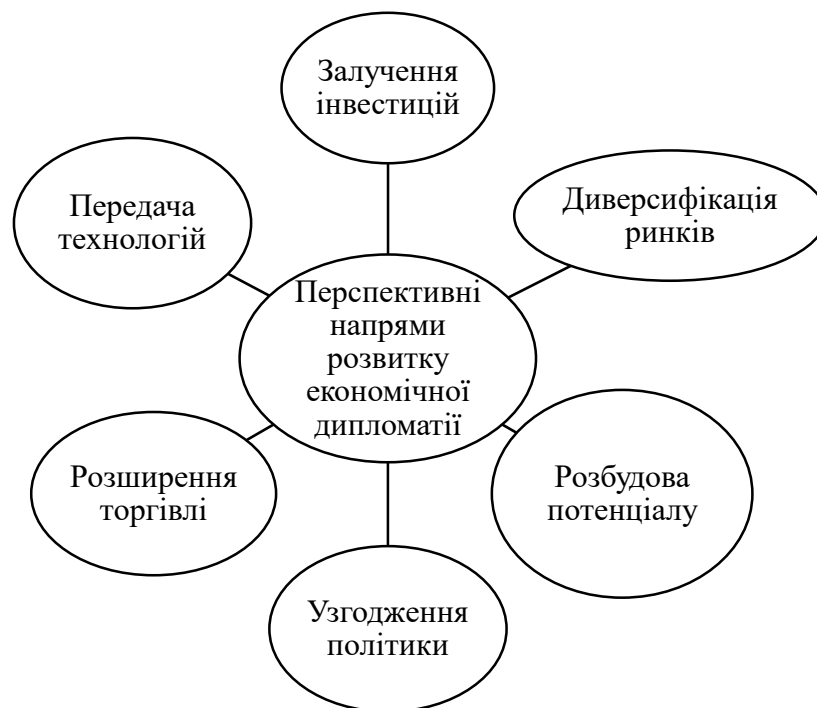 Залучення
інвестицій
Передача
технологій
Диверсифікація
ринків
Перспективні
напрями
розвитку
економічної
дипломатії
Розширення
торгівлі
Розбудова
потенціалу
Узгодження
політики